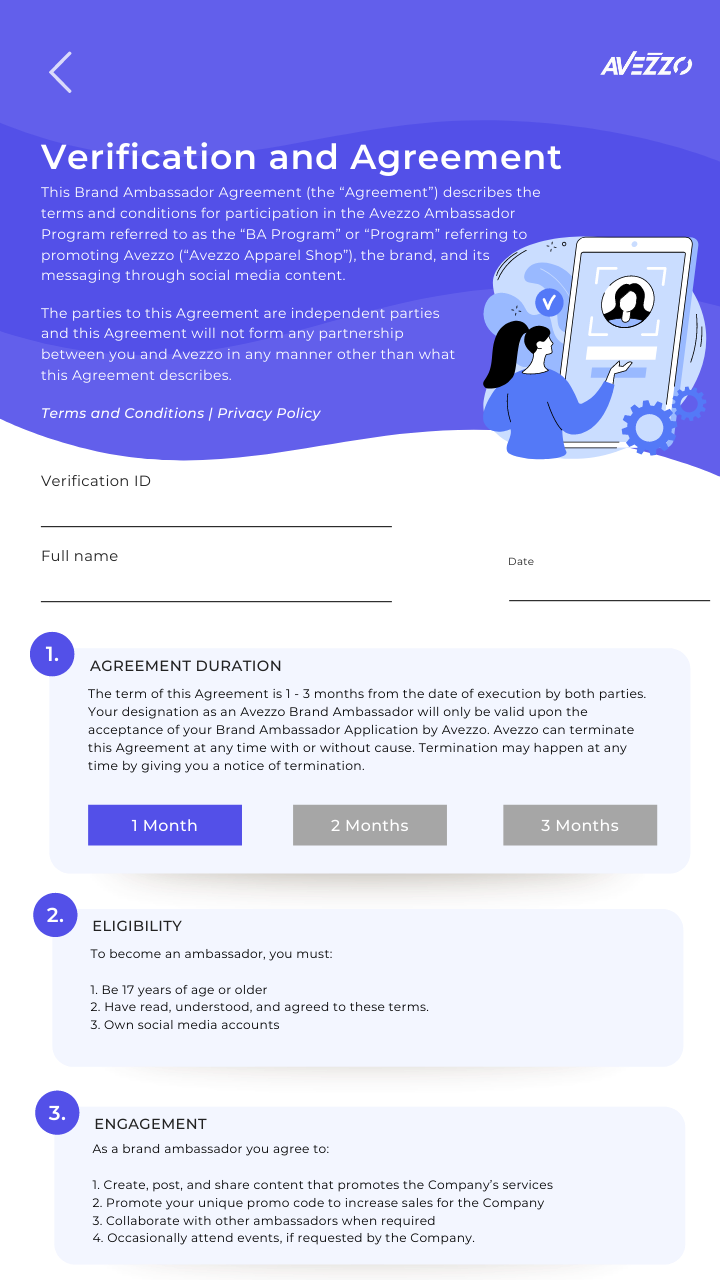 AVEZZO
Verification and Agreement
This Brand Ambassador Agreement (the “Agreement”) describes the
terms and conditions for participation in the Avezzo Ambassador
Program referred to as the “BA Program” or “Program” referring to
promoting Avezzo (“Avezzo Apparel Shop”), the brand, and its
messaging through social media content.
The parties to this Agreement are independent parties
and this Agreement will not form any partnership
between you and Avezzo in any manner other than what
this Agreement describes.
Terms and Conditions | Privacy Policy
Verification ID
Full name
Date
1.
AGREEMENT DURATION
The term of this Agreement is 1 - 3 months from the date of execution by both parties.
Your designation as an Avezzo Brand Ambassador will only be valid upon the
acceptance of your Brand Ambassador Application by Avezzo. Avezzo can terminate
this Agreement at any time with or without cause. Termination may happen at any
time by giving you a notice of termination.
1 Month
2 Months
3 Months
2.
ELIGIBILITY
To become an ambassador, you must:
1. Be 17 years of age or older
2. Have read, understood, and agreed to these terms.
3. Own social media accounts
3.
ENGAGEMENT
As a brand ambassador you agree to:
1. Create, post, and share content that promotes the Company’s services
2. Promote your unique promo code to increase sales for the Company
3. Collaborate with other ambassadors when required
4. Occasionally attend events, if requested by the Company.